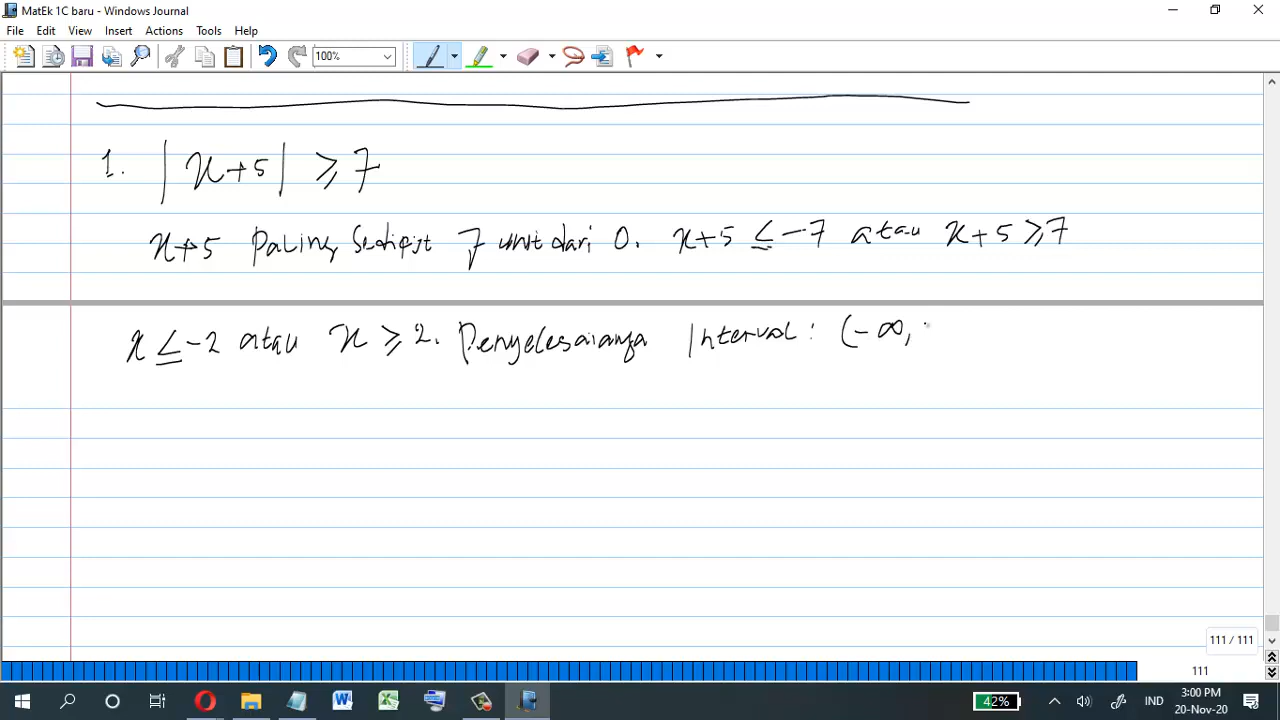 MatEk 1C baru - Windows Journal
File Edit View Insert Actions Tools Help
100%
1. |x+5| ≥ 7
x+5 Paling Sedikit 7 unit dari 0. x+5 ≤ -7 atau x+5 ≥ 7
x ≤ -2 atau x ≥ 2. Penyelesaianya Interval: (-∞,
111 / 111
111
42% IND 3:00 PM
20-Nov-20